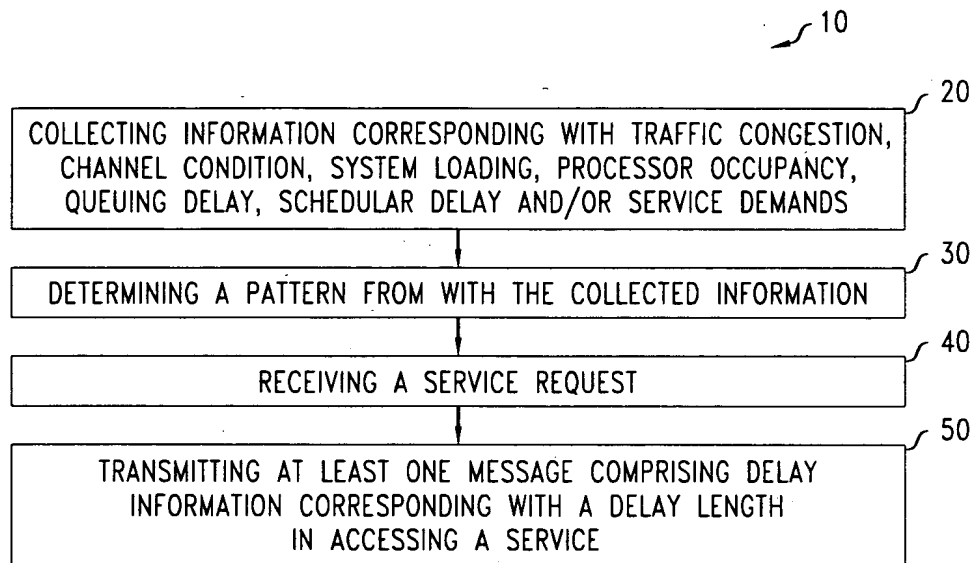 10
20
COLLECTING INFORMATION CORRESPONDING WITH TRAFFIC CONGESTION,
CHANNEL CONDITION, SYSTEM LOADING, PROCESSOR OCCUPANCY,
QUEUING DELAY, SCHEDULAR DELAY AND/OR SERVICE DEMANDS
30
DETERMINING A PATTERN FROM WITH THE COLLECTED INFORMATION
40
RECEIVING A SERVICE REQUEST
50
TRANSMITTING AT LEAST ONE MESSAGE COMPRISING DELAY
INFORMATION CORRESPONDING WITH A DELAY LENGTH
IN ACCESSING A SERVICE